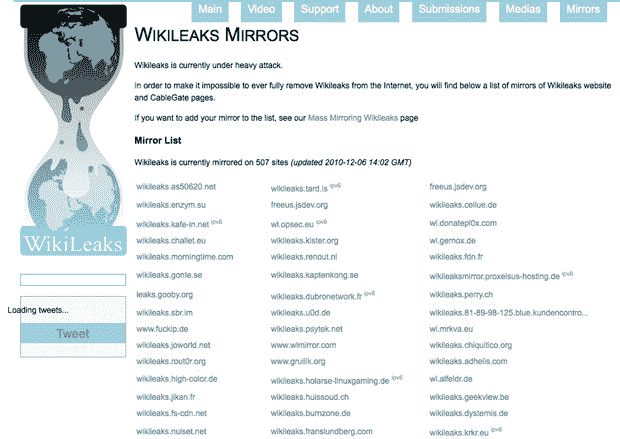 Main Video Support About Submissions Medias Mirrors
WIKILEAKS MIRRORS
Wikileaks is currently under heavy attack.
In order to make it impossible to ever fully remove Wikileaks from the Internet, you will find below a list of mirrors of Wikileaks website
and CableGate pages.
If you want to add your mirror to the list, see our Mass Mirroring Wikileaks page
Mirror List
Wikileaks is currently mirrored on 507 sites (updated 2010-12-06 14:02 GMT)
wikileaks.as50620.net wikileaks.tard.is ipv6 freeus.jsdev.org
wikileaks.enzym.su freeus.jsdev.org wikileaks.cellue.de
wikileaks.kafe-in.net ipv6 wl.opsec.eu ipv6 wl.donatepl0x.com
wikileaks.challet.eu wikileaks.kister.org wl.gernox.de
wikileaks.morningtime.com wikileaks.renout.nl wikileaks.fdn.fr
wikileaks.gonte.se wikileaks.kaptenkong.se wikileaksmirror.proxelsus-hosting.de ipv6
leaks.gooby.org wikileaks.dubronetwork.fr ipv6 wikileaks.perry.ch
wikileaks.sbr.im wikileaks.u0d.de wikileaks.81-89-98-125.blue.kundencontro...
www.fuckip.de wikileaks.psytek.net wl.mrkva.eu
wikileaks.joworld.net www.wlmirror.com wikileaks.chiquitico.org
wikileaks.rout0r.org www.gruilik.org wikileaks.adhelis.com
wikileaks.high-color.de wikileaks.holarse-linuxgaming.de ipv6 wl.alfeldr.de
wikileaks.jikan.fr wikileaks.huissoud.ch wikileaks.geekview.be
wikileaks.fs-cdn.net wikileaks.bumzone.de wikileaks.dysternis.de
wikileaks.nulset.net wikileaks.franslundberg.com wikileaks.krkr.eu ipv6
WikiLeaks
Loading tweets...
Tweet